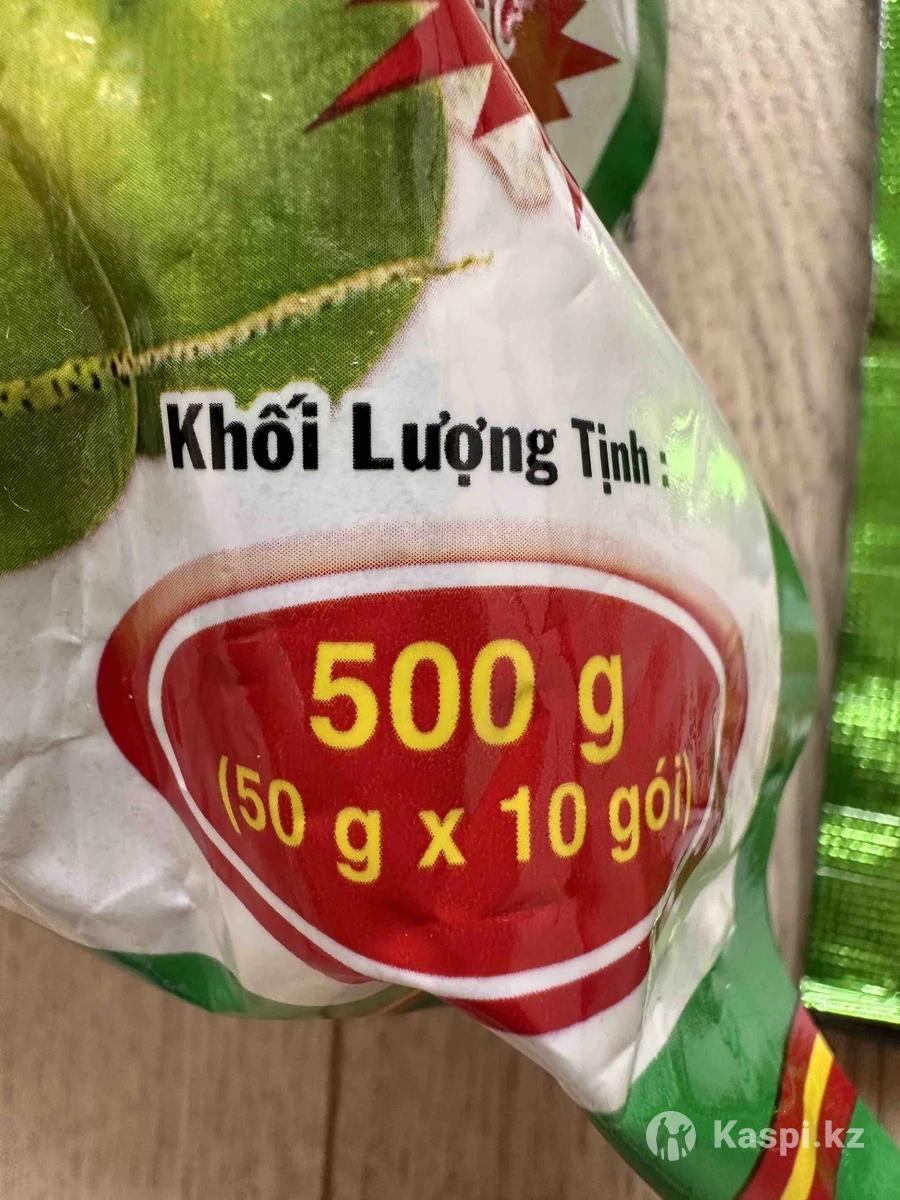 Khối Lượng Tịnh :
500 g
(50 g x 10 gói)
Kaspi.kz